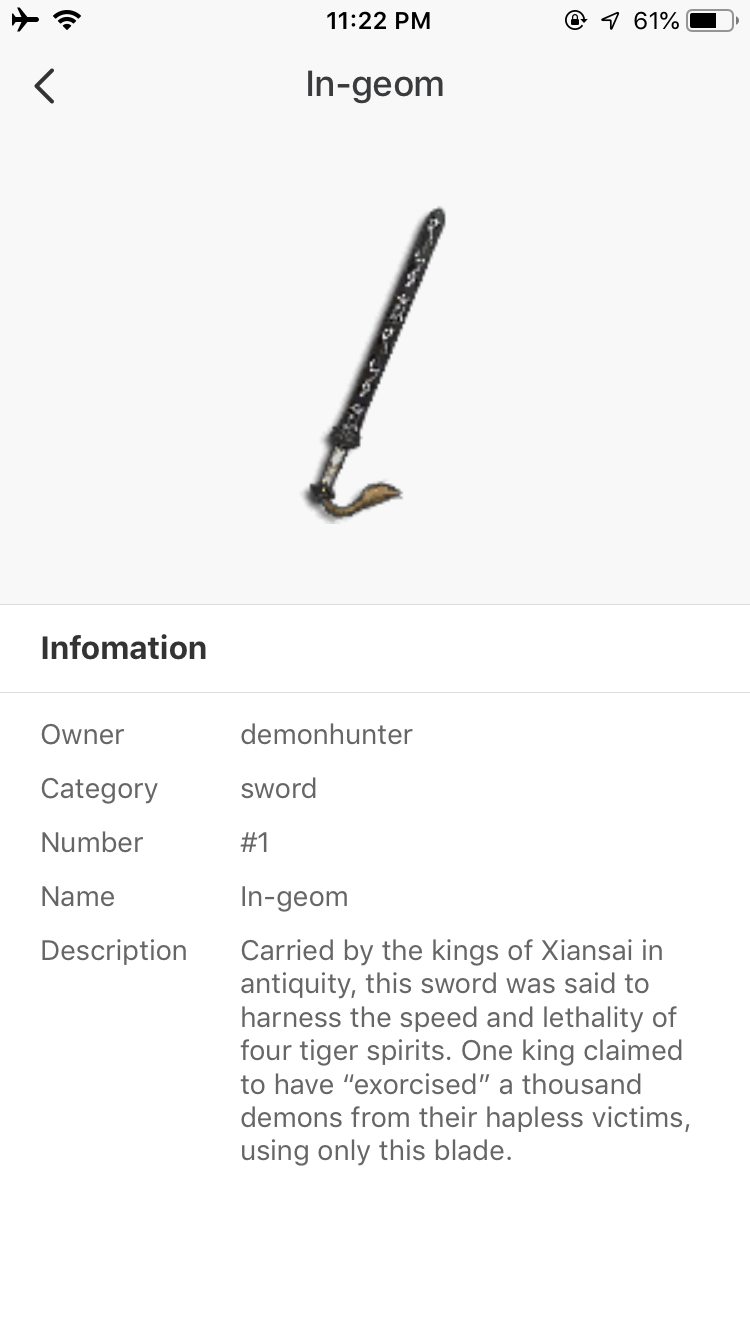 11:22 PM
61%
In-geom
Infomation
Owner demonhunter
Category sword
Number #1
Name In-geom
Description Carried by the kings of Xiansai in
antiquity, this sword was said to
harness the speed and lethality of
four tiger spirits. One king claimed
to have “exorcised” a thousand
demons from their hapless victims,
using only this blade.